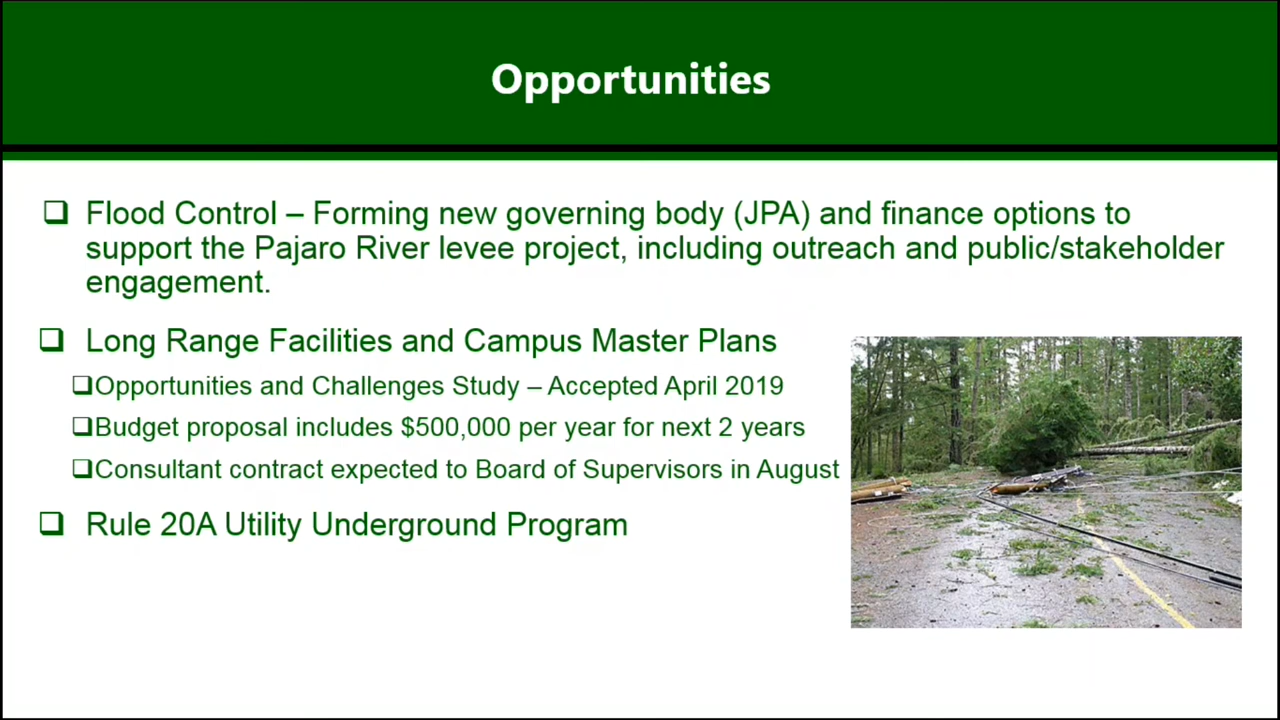 Opportunities
❑ Flood Control – Forming new governing body (JPA) and finance options to
support the Pajaro River levee project, including outreach and public/stakeholder
engagement.
❑ Long Range Facilities and Campus Master Plans
❑Opportunities and Challenges Study – Accepted April 2019
❑Budget proposal includes $500,000 per year for next 2 years
❑Consultant contract expected to Board of Supervisors in August
❑ Rule 20A Utility Underground Program